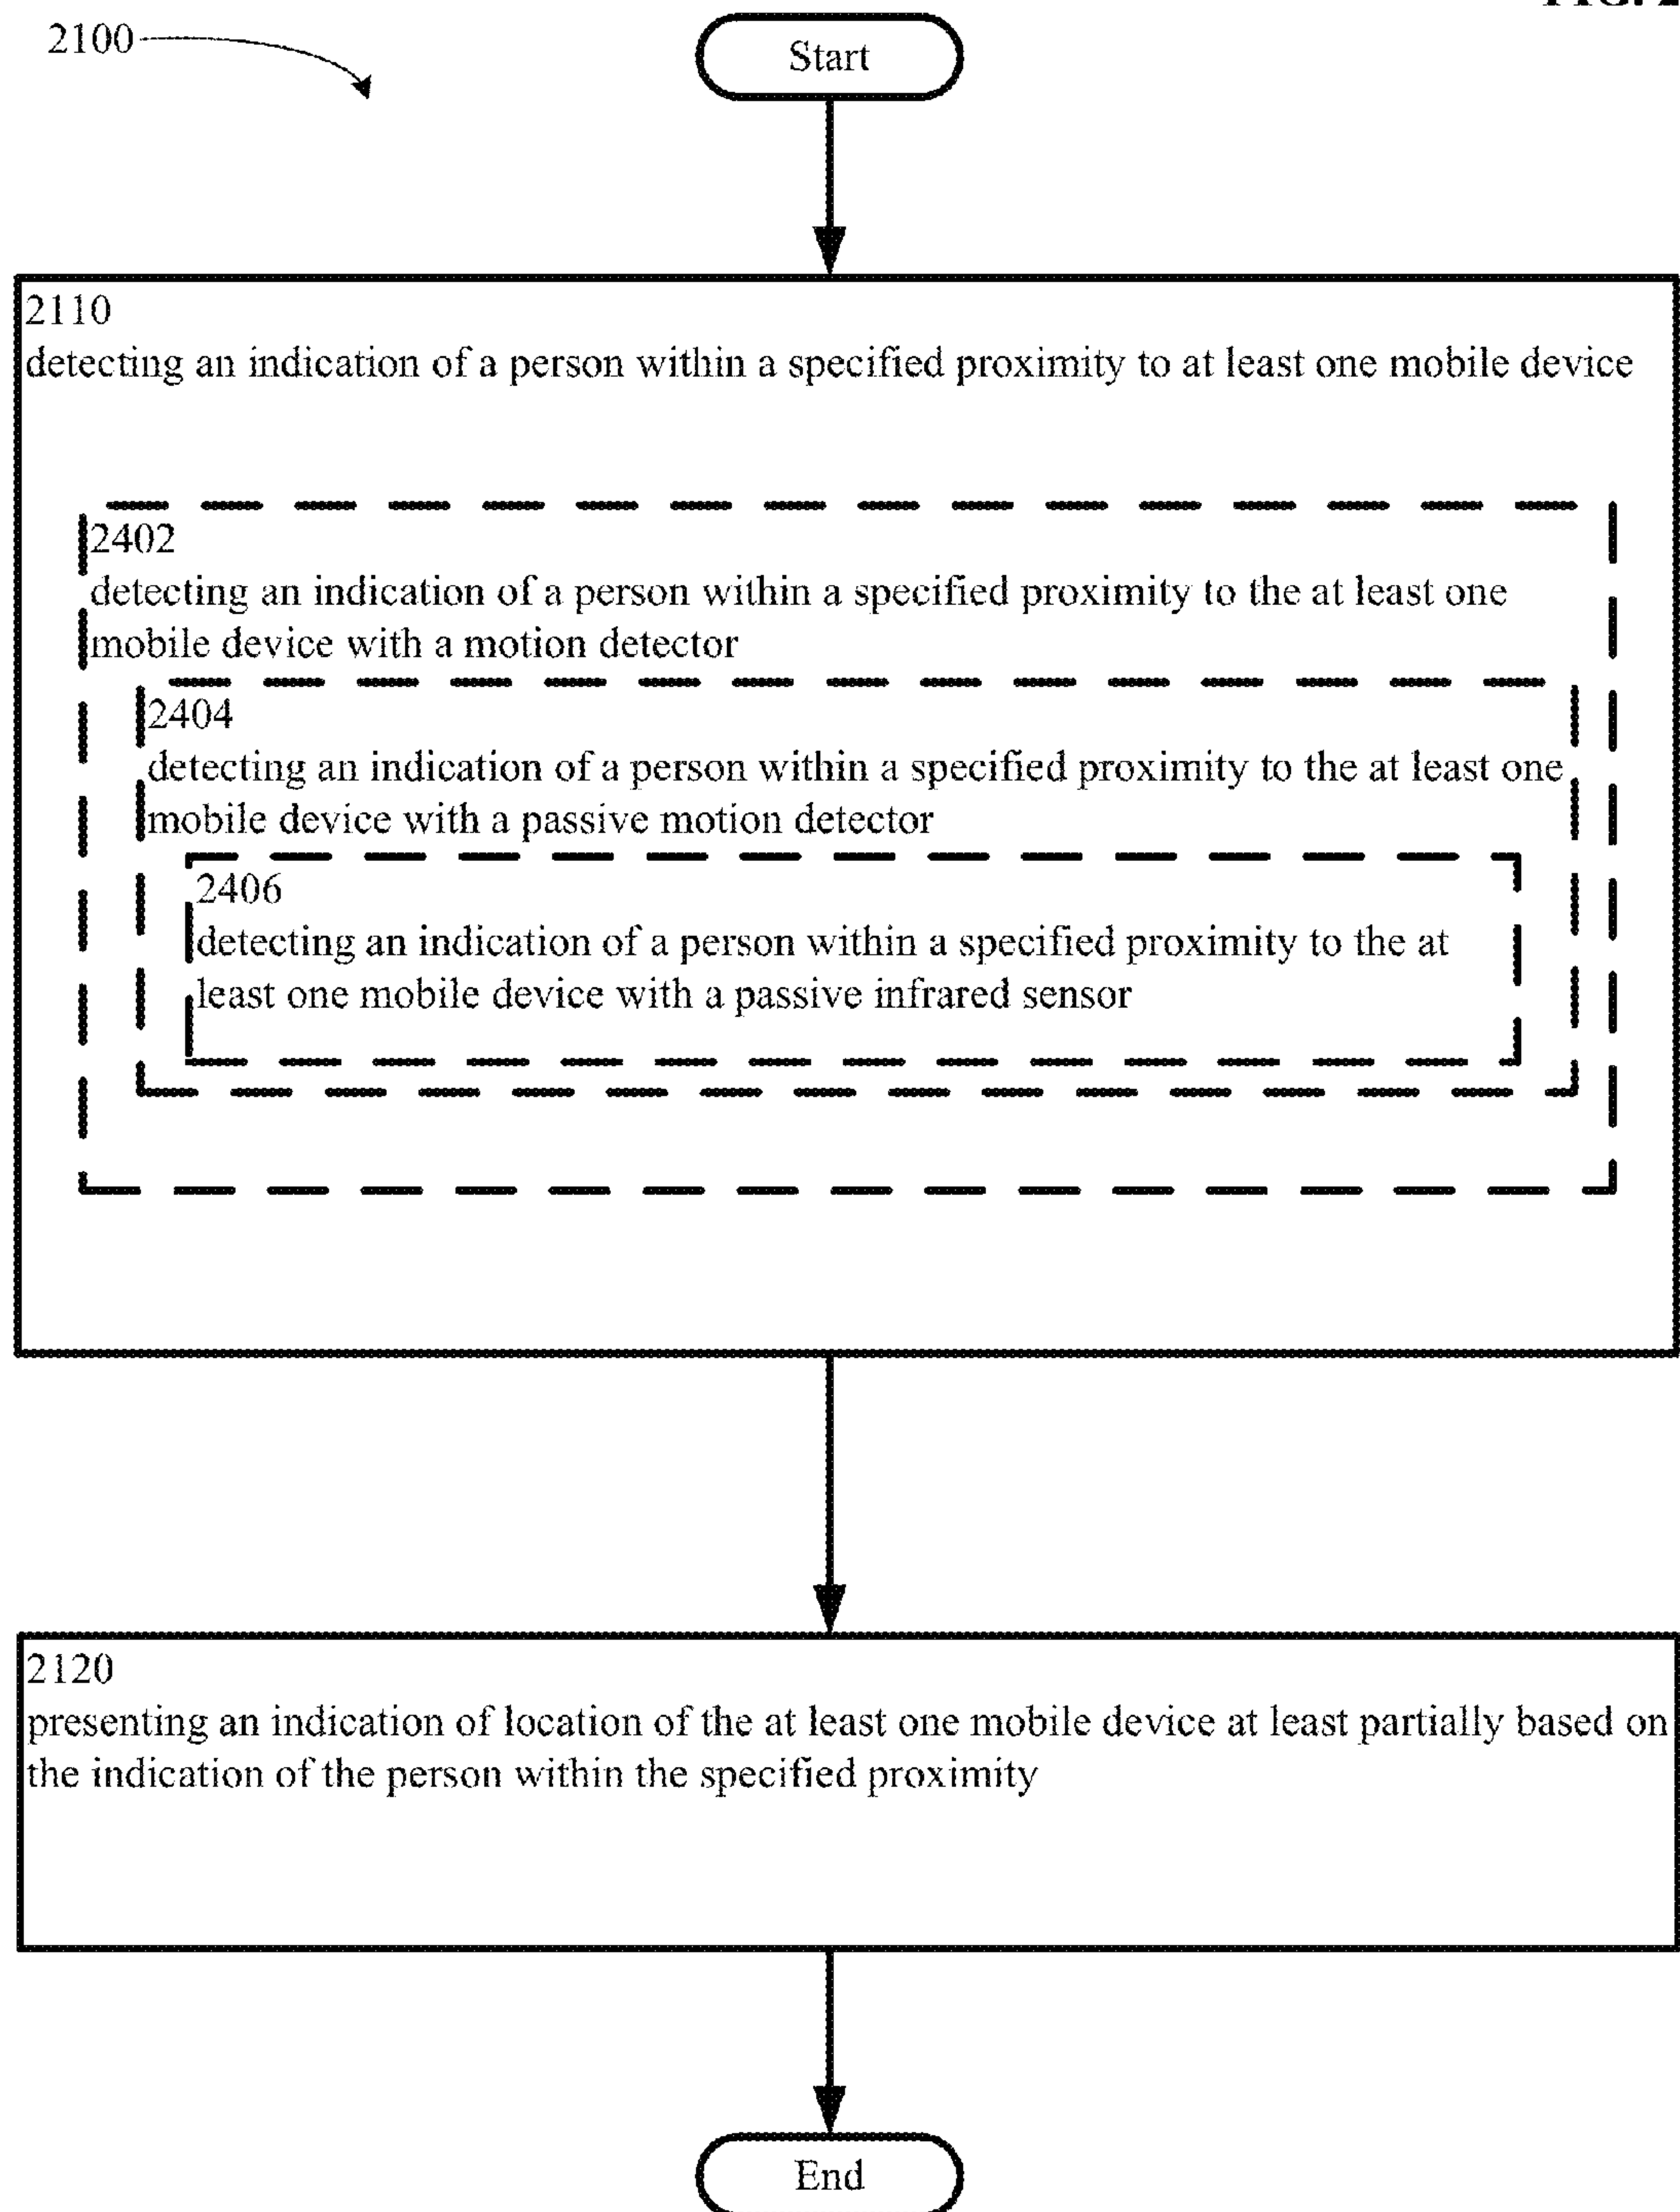 2100
Start
2110
detecting an indication of a person within a specified proximity to at least one mobile device
2402
detecting an indication of a person within a specified proximity to the at least one
mobile device with a motion detector
2404
detecting an indication of a person within a specified proximity to the at least one
mobile device with a passive motion detector
2406
detecting an indication of a person within a specified proximity to the at
least one mobile device with a passive infrared sensor
2120
presenting an indication of location of the at least one mobile device at least partially based on
the indication of the person within the specified proximity
End